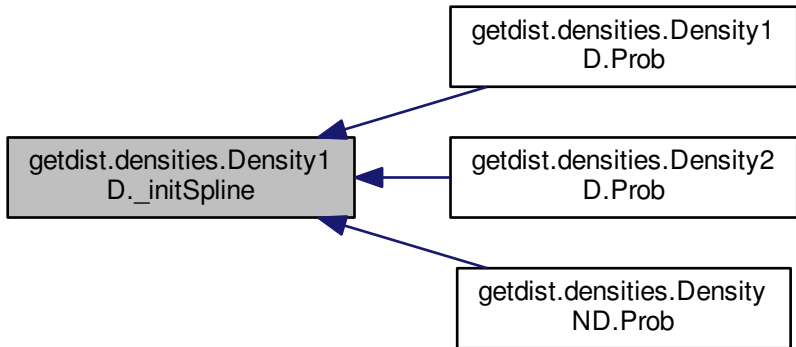 getdist.densities.Density1
D.Prob
getdist.densities.Density1
D._initSpline
getdist.densities.Density2
D.Prob
getdist.densities.Density
ND.Prob